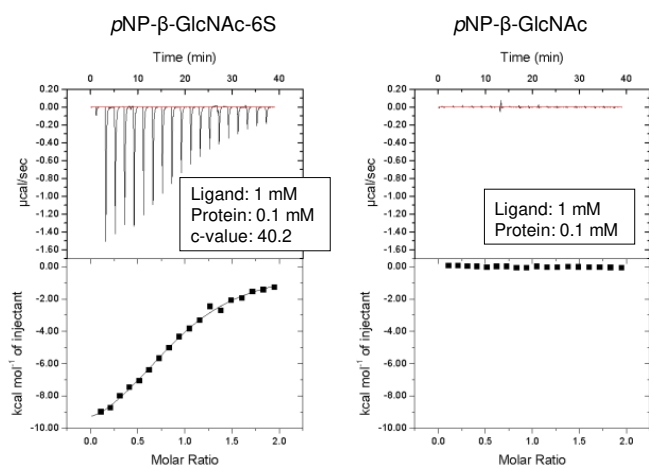 pNP-β-GlcNAc-6S
Time (min)
0 10 20 30 40
0.20
0.00
-0.20
-0.40
-0.60
-0.80
-1.00
-1.20
-1.40
-1.60
µcal/sec
Ligand: 1 mM
Protein: 0.1 mM
c-value: 40.2
0.00
-2.00
-4.00
-6.00
-8.00
-10.00
kcal mol⁻¹ of injectant
0.0 0.5 1.0 1.5 2.0
Molar Ratio
pNP-β-GlcNAc
Time (min)
0 10 20 30 40
0.20
0.00
-0.20
-0.40
-0.60
-0.80
-1.00
-1.20
-1.40
-1.60
µcal/sec
Ligand: 1 mM
Protein: 0.1 mM
0.00
-2.00
-4.00
-6.00
-8.00
-10.00
kcal mol⁻¹ of injectant
0.0 0.5 1.0 1.5 2.0
Molar Ratio